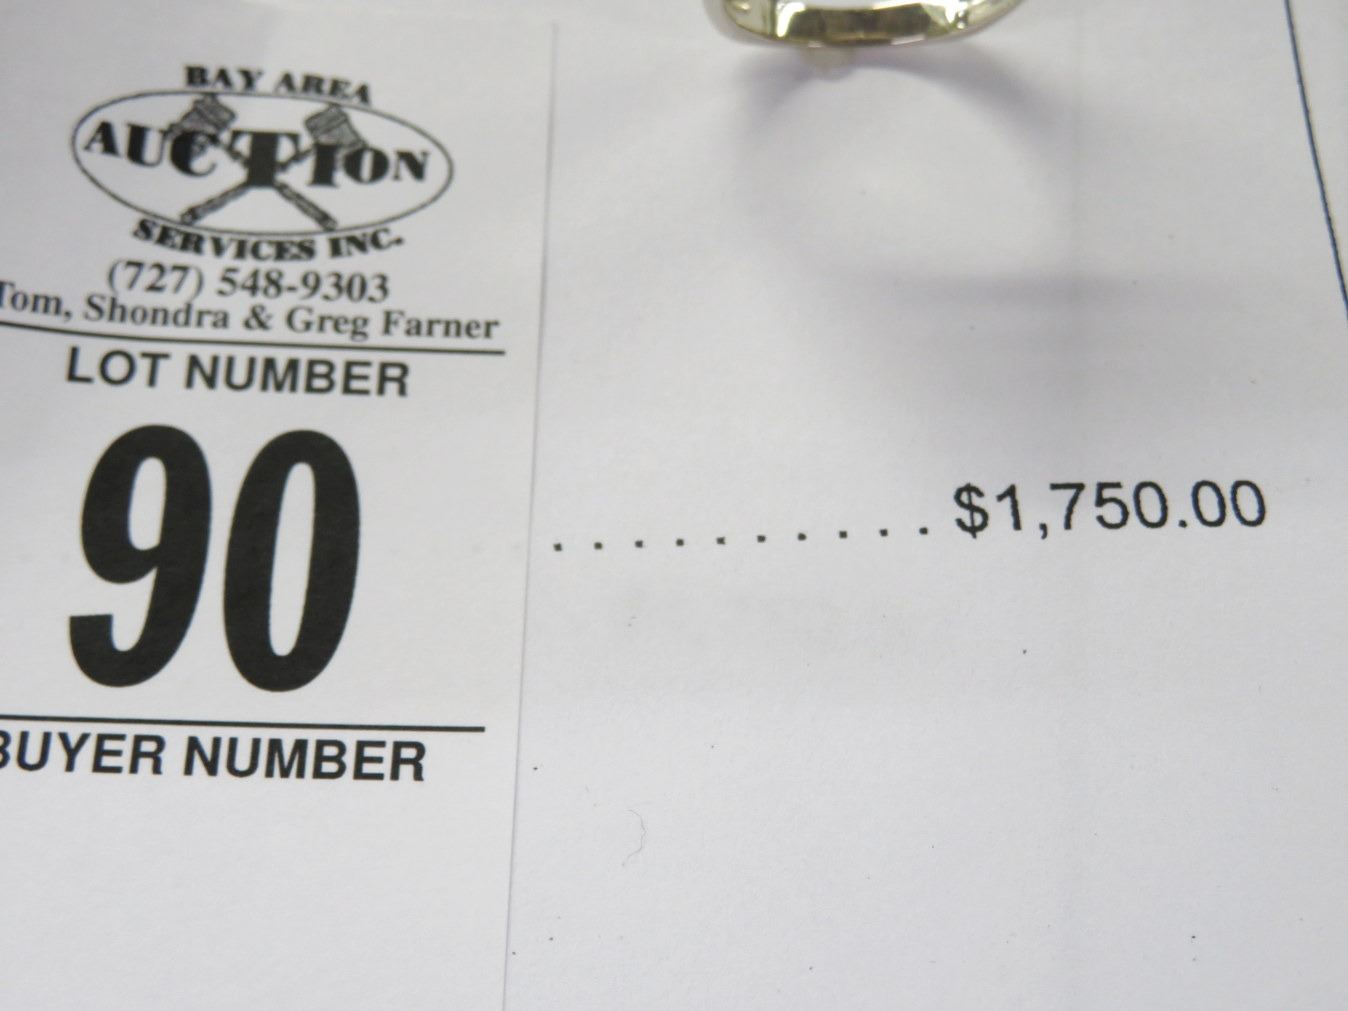 BAY AREA
AUCTION
SERVICES INC.
(727) 548-9303
Tom, Shondra & Greg Farner
LOT NUMBER
90
BUYER NUMBER
..........$1,750.00